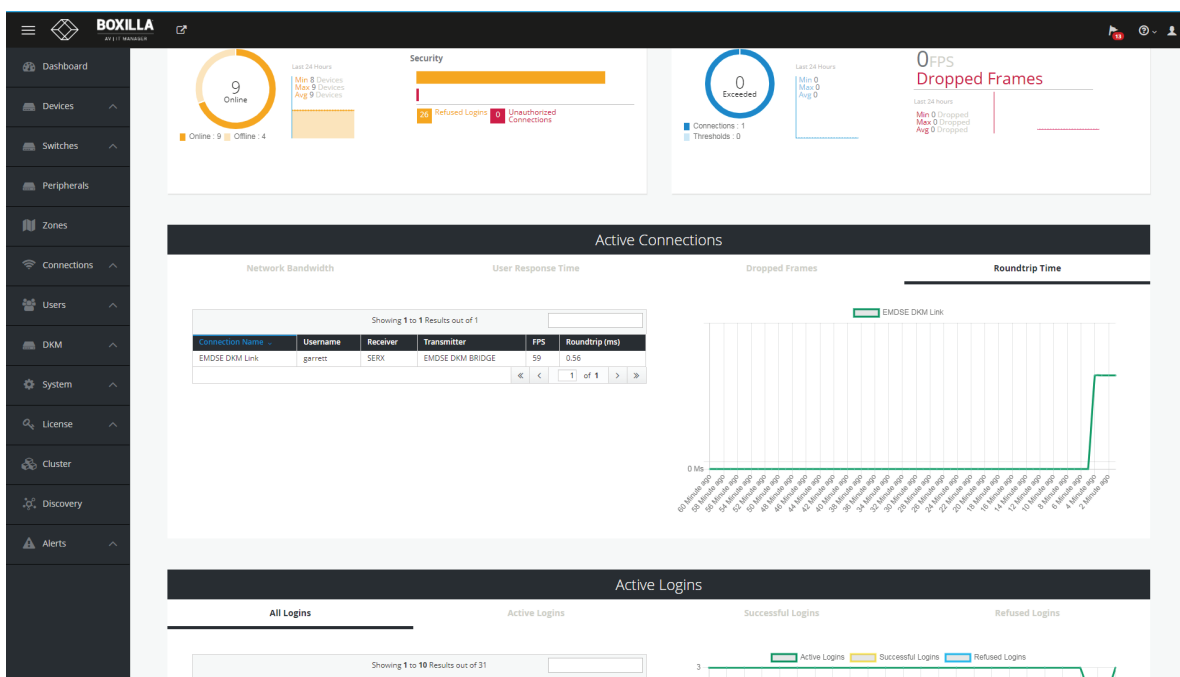 BOXILLA
AV | IT MANAGER
13
Dashboard
Devices
Switches
Peripherals
Zones
Connections
Users
DKM
System
License
Cluster
Discovery
Alerts
9
Online
Online : 9 Offline : 4
Last 24 Hours
Min 8 Devices
Max 9 Devices
Avg 9 Devices
Security
26 Refused Logins 0 Unauthorized Connections
0
Exceeded
Connections : 1
Thresholds : 0
Last 24 Hours
Min 0
Max 0
Avg 0
0FPS
Dropped Frames
Last 24 hours
Min 0 Dropped
Max 0 Dropped
Avg 0 Dropped
Active Connections
Network Bandwidth User Response Time Dropped Frames Roundtrip Time
Showing 1 to 1 Results out of 1
Connection Name Username Receiver Transmitter FPS Roundtrip (ms)
EMDSE DKM Link garrett SERX EMDSE DKM BRIDGE 59 0.56
« < 1 of 1 > »
EMDSE DKM Link
0 Ms
60 Minute ago
58 Minute ago
56 Minute ago
54 Minute ago
52 Minute ago
50 Minute ago
48 Minute ago
46 Minute ago
44 Minute ago
42 Minute ago
40 Minute ago
38 Minute ago
36 Minute ago
34 Minute ago
32 Minute ago
30 Minute ago
28 Minute ago
26 Minute ago
24 Minute ago
22 Minute ago
20 Minute ago
18 Minute ago
16 Minute ago
14 Minute ago
12 Minute ago
10 Minute ago
8 Minute ago
6 Minute ago
4 Minute ago
2 Minute ago
Active Logins
All Logins Active Logins Successful Logins Refused Logins
Showing 1 to 10 Results out of 31
Active Logins Successful Logins Refused Logins
3